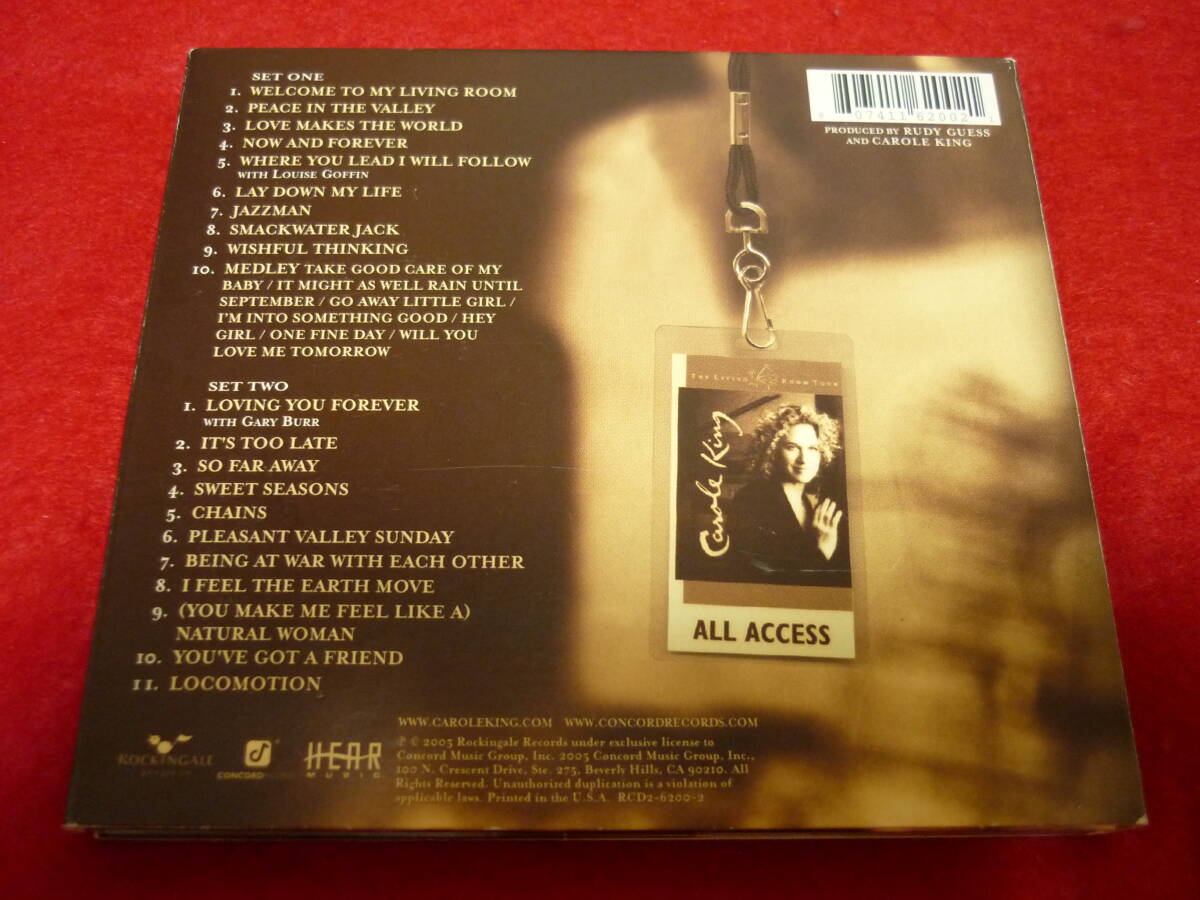 SET ONE
1. WELCOME TO MY LIVING ROOM
2. PEACE IN THE VALLEY
3. LOVE MAKES THE WORLD
4. NOW AND FOREVER
5. WHERE YOU LEAD I WILL FOLLOW
WITH LOUISE GOFFIN
6. LAY DOWN MY LIFE
7. JAZZMAN
8. SMACKWATER JACK
9. WISHFUL THINKING
10. MEDLEY TAKE GOOD CARE OF MY
BABY / IT MIGHT AS WELL RAIN UNTIL
SEPTEMBER / GO AWAY LITTLE GIRL /
I'M INTO SOMETHING GOOD / HEY
GIRL / ONE FINE DAY / WILL YOU
LOVE ME TOMORROW
SET TWO
1. LOVING YOU FOREVER
WITH GARY BURR
2. IT'S TOO LATE
3. SO FAR AWAY
4. SWEET SEASONS
5. CHAINS
6. PLEASANT VALLEY SUNDAY
7. BEING AT WAR WITH EACH OTHER
8. I FEEL THE EARTH MOVE
9. (YOU MAKE ME FEEL LIKE A)
NATURAL WOMAN
10. YOU'VE GOT A FRIEND
11. LOCOMOTION
07411 62002
PRODUCED BY RUDY GUESS
AND CAROLE KING
THE LIVING ROOM TOUR
Carole King
ALL ACCESS
WWW.CAROLEKING.COM WWW.CONCORDRECORDS.COM
℗ © 2005 Rockingale Records under exclusive license to
Concord Music Group, Inc. 2005 Concord Music Group, Inc.,
100 N. Crescent Drive, Ste. 275, Beverly Hills, CA 90210. All
Rights Reserved. Unauthorized duplication is a violation of
applicable laws. Printed in the U.S.A. RCD2-6200-2
ROCKINGALE
RECORDS
CONCORD RECORDS
HEAR
MUSIC